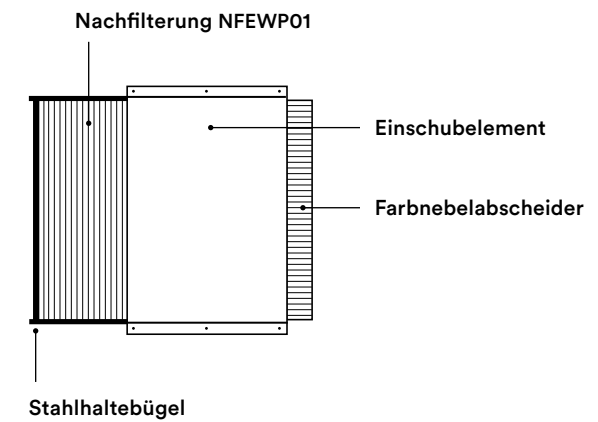 Nachfilterung NFEWP01
Einschubelement
Farbnebelabscheider
Stahlhaltebügel